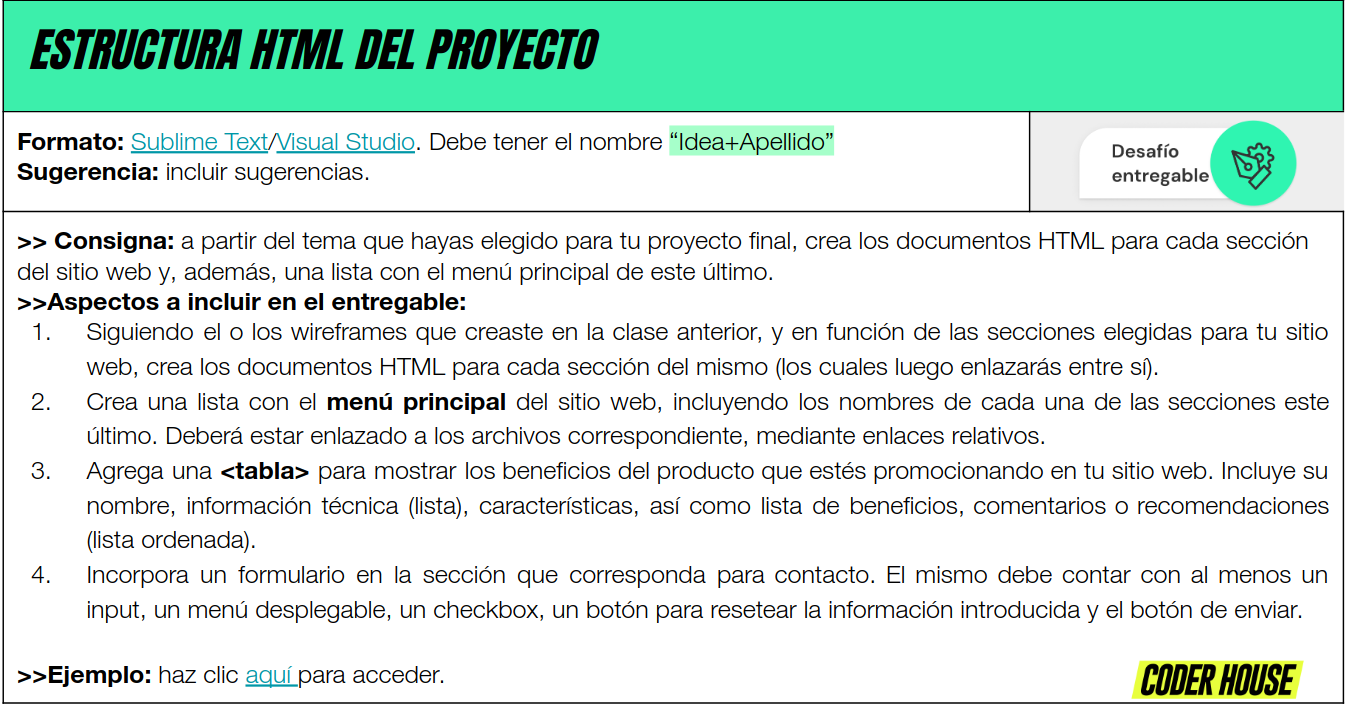 ESTRUCTURA HTML DEL PROYECTO
Formato: Sublime Text/Visual Studio. Debe tener el nombre “Idea+Apellido”
Sugerencia: incluir sugerencias.
Desafío
entregable
>> Consigna: a partir del tema que hayas elegido para tu proyecto final, crea los documentos HTML para cada sección
del sitio web y, además, una lista con el menú principal de este último.
>>Aspectos a incluir en el entregable:
1. Siguiendo el o los wireframes que creaste en la clase anterior, y en función de las secciones elegidas para tu sitio
web, crea los documentos HTML para cada sección del mismo (los cuales luego enlazarás entre sí).
2. Crea una lista con el menú principal del sitio web, incluyendo los nombres de cada una de las secciones este
último. Deberá estar enlazado a los archivos correspondiente, mediante enlaces relativos.
3. Agrega una <tabla> para mostrar los beneficios del producto que estés promocionando en tu sitio web. Incluye su
nombre, información técnica (lista), características, así como lista de beneficios, comentarios o recomendaciones
(lista ordenada).
4. Incorpora un formulario en la sección que corresponda para contacto. El mismo debe contar con al menos un
input, un menú desplegable, un checkbox, un botón para resetear la información introducida y el botón de enviar.
>>Ejemplo: haz clic aquí para acceder.
CODER HOUSE